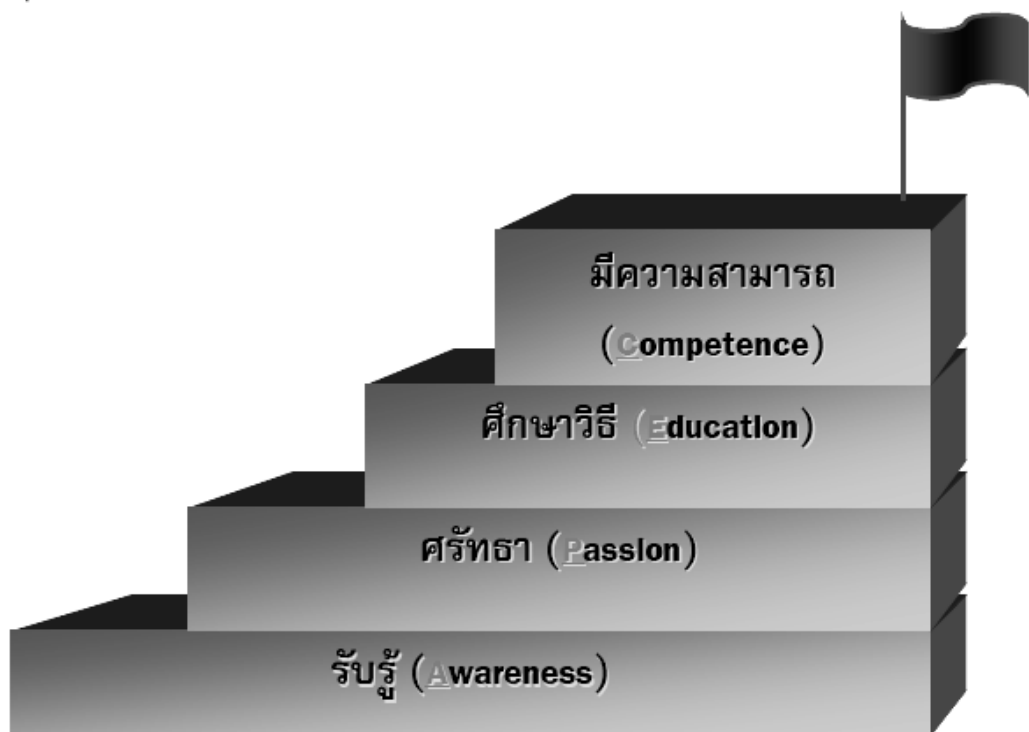 มีความสามารถ
(Competence)
ศึกษาวิธี (Education)
ศรัทธา (Passion)
รับรู้ (Awareness)